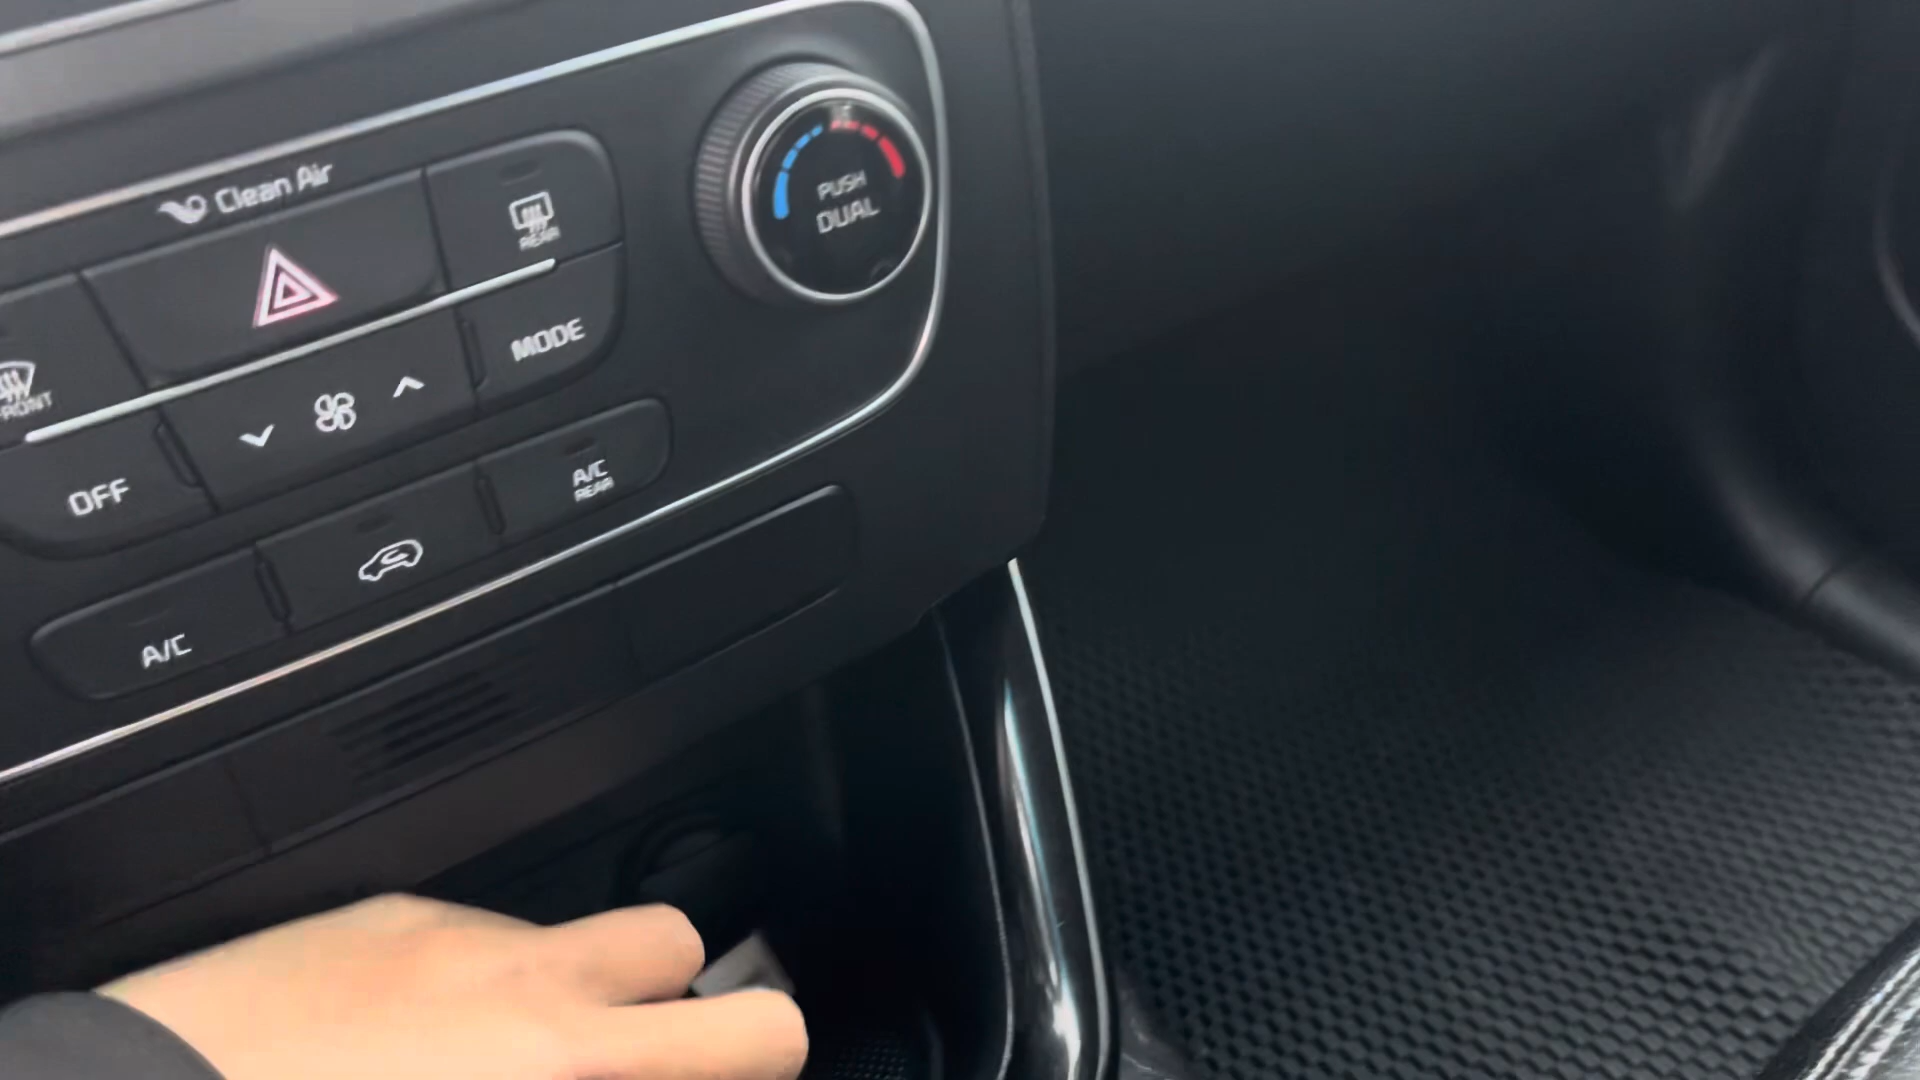 Clean Air
REAR
PUSH
DUAL
FRONT
MODE
OFF
A/C
REAR
A/C